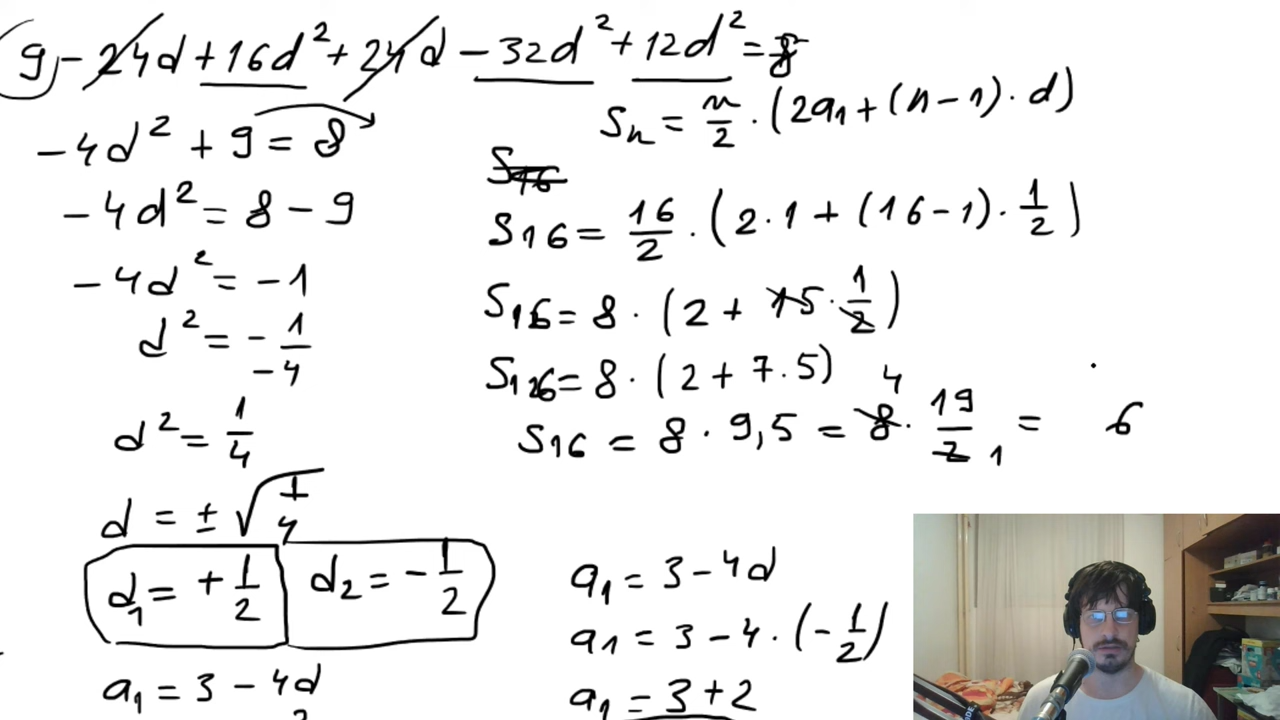 9 - 24d + 16d² + 24d - 32d² + 12d² = 8
-4d² + 9 = 8
-4d² = 8 - 9
-4d² = -1
d² = -1/-4
d² = 1/4
d = ±√1/4
d₁ = +1/2
d₂ = -1/2
a₁ = 3 - 4d
Sn = n/2 · (2a₁ + (n-1) · d)
S16
S16 = 16/2 · (2·1 + (16-1) · 1/2)
S16 = 8 · (2 + 15 · 1/2)
S16 = 8 · (2 + 7.5)
S16 = 8 · 9,5 = 8 · 19/2 =
4
1
6
a₁ = 3 - 4d
a₁ = 3 - 4 · (-1/2)
a₁ = 3 + 2